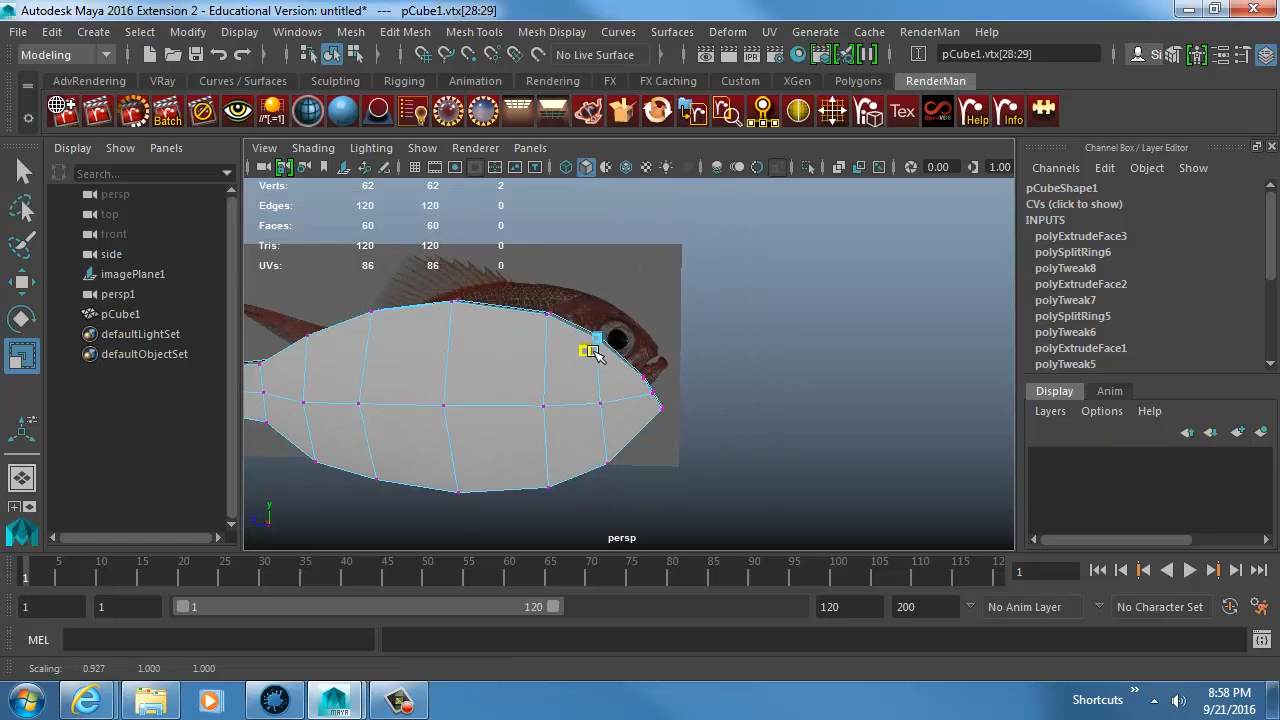 Autodesk Maya 2016 Extension 2 - Educational Version: untitled*   ---   pCube1.vtx[28:29]
File Edit Create Select Modify Display Windows Mesh Edit Mesh Mesh Tools Mesh Display Curves Surfaces Deform UV Generate Cache RenderMan Help
Modeling No Live Surface pCube1.vtx[28:29] Si
AdvRendering VRay Curves / Surfaces Sculpting Rigging Animation Rendering FX FX Caching Custom XGen Polygons RenderMan
//*[.=1] Batch Tex OpenVDB Help Info
Channel Box / Layer Editor
Display Show Panels View Shading Lighting Show Renderer Panels Channels Edit Object Show
Search... 0.00 1.00
persp
top
front
side
imagePlane1
persp1
pCube1
defaultLightSet
defaultObjectSet
Verts: 62 62 2
Edges: 120 120 0
Faces: 60 60 0
Tris: 120 120 0
UVs: 86 86 0
y
persp
pCubeShape1
CVs (click to show)
INPUTS
polyExtrudeFace3
polySplitRing6
polyTweak8
polyExtrudeFace2
polyTweak7
polySplitRing5
polyTweak6
polyExtrudeFace1
polyTweak5
Display Anim
Layers Options Help
5 10 15 20 25 30 35 40 45 50 55 60 65 70 75 80 85 90 95 100 105 110 115 12
1 1
1 1 1 120 120 200 No Anim Layer No Character Set
MEL
Scaling: 0.927 1.000 1.000
MAYA Shortcuts 8:58 PM
9/21/2016